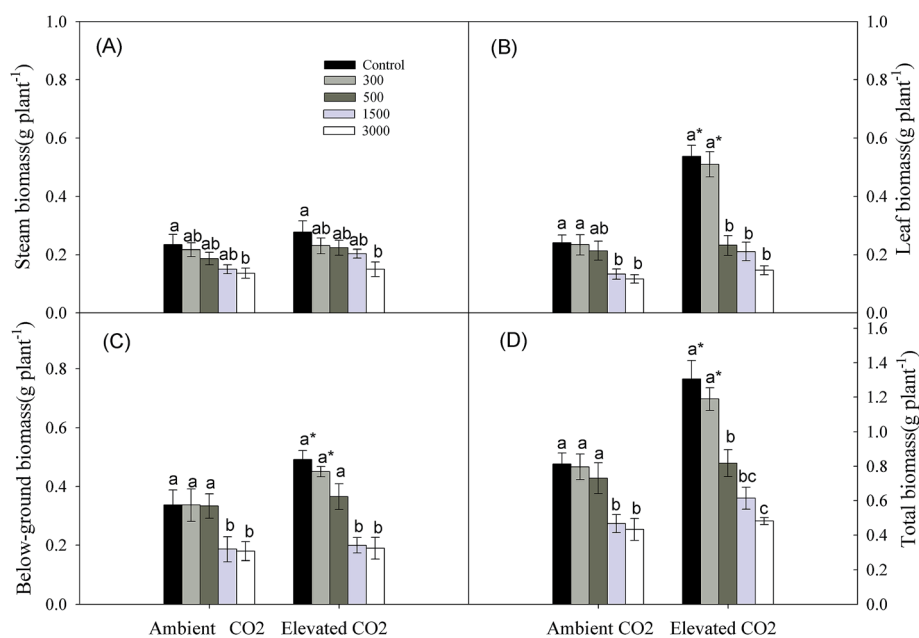 (A)
Control
300
500
1500
3000
Steam biomass(g plant-1)
1.0
0.8
0.6
0.4
0.2
0.0
a ab ab ab b
a ab ab ab b
(B)
Leaf biomass(g plant-1)
1.0
0.8
0.6
0.4
0.2
0.0
a a ab b b
a* a* b b b
(C)
Below-ground biomass(g plant-1)
0.8
0.6
0.4
0.2
0.0
a a a b b
a* a* a b b
Ambient CO2 Elevated CO2
(D)
Total biomass(g plant-1)
1.6
1.4
1.2
1.0
0.8
0.6
0.4
0.2
0.0
a a a b b
a* a* b bc c
Ambient CO2 Elevated CO2